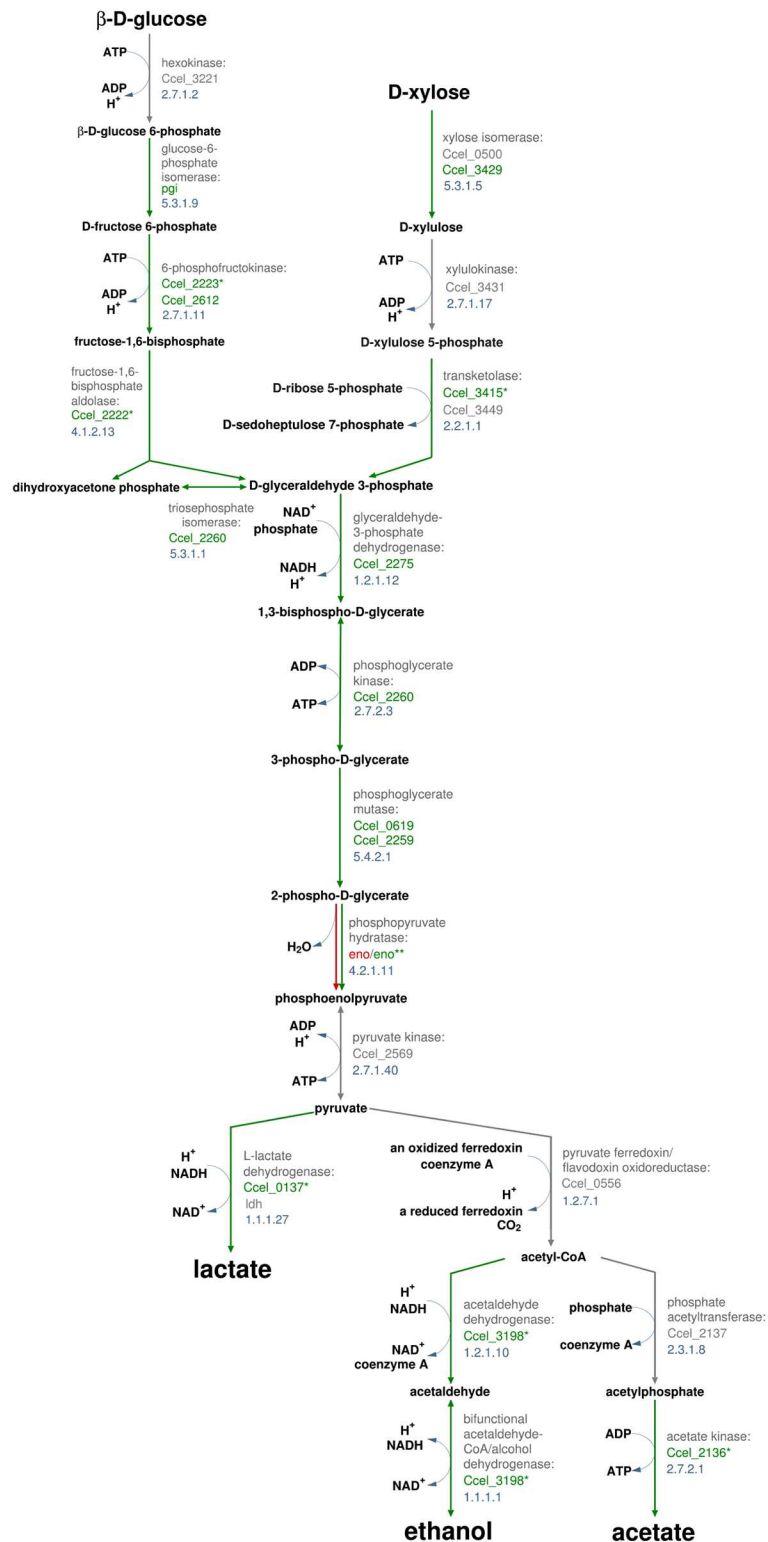 β-D-glucose
ATP
ADP
H+
hexokinase:
Ccel_3221
2.7.1.2
β-D-glucose 6-phosphate
glucose-6-
phosphate
isomerase:
pgi
5.3.1.9
D-fructose 6-phosphate
ATP
ADP
H+
6-phosphofructokinase:
Ccel_2223*
Ccel_2612
2.7.1.11
fructose-1,6-bisphosphate
fructose-1,6-
bisphosphate
aldolase:
Ccel_2222*
4.1.2.13
D-xylose
xylose isomerase:
Ccel_0500
Ccel_3429
5.3.1.5
D-xylulose
ATP
ADP
H+
xylulokinase:
Ccel_3431
2.7.1.17
D-xylulose 5-phosphate
D-ribose 5-phosphate
D-sedoheptulose 7-phosphate
transketolase:
Ccel_3415*
Ccel_3449
2.2.1.1
dihydroxyacetone phosphate
D-glyceraldehyde 3-phosphate
triosephosphate
isomerase:
Ccel_2260
5.3.1.1
NAD+
phosphate
NADH
H+
glyceraldehyde-
3-phosphate
dehydrogenase:
Ccel_2275
1.2.1.12
1,3-bisphospho-D-glycerate
ADP
ATP
phosphoglycerate
kinase:
Ccel_2260
2.7.2.3
3-phospho-D-glycerate
phosphoglycerate
mutase:
Ccel_0619
Ccel_2259
5.4.2.1
2-phospho-D-glycerate
H2O
phosphopyruvate
hydratase:
eno/eno**
4.2.1.11
phosphoenolpyruvate
ADP
H+
ATP
pyruvate kinase:
Ccel_2569
2.7.1.40
pyruvate
H+
NADH
NAD+
L-lactate
dehydrogenase:
Ccel_0137*
ldh
1.1.1.27
lactate
an oxidized ferredoxin
coenzyme A
H+
a reduced ferredoxin
CO2
pyruvate ferredoxin/
flavodoxin oxidoreductase:
Ccel_0556
1.2.7.1
acetyl-CoA
H+
NADH
NAD+
coenzyme A
acetaldehyde
dehydrogenase:
Ccel_3198*
1.2.1.10
phosphate
coenzyme A
phosphate
acetyltransferase:
Ccel_2137
2.3.1.8
acetaldehyde
acetylphosphate
H+
NADH
NAD+
bifunctional
acetaldehyde-
CoA/alcohol
dehydrogenase:
Ccel_3198*
1.1.1.1
ADP
ATP
acetate kinase:
Ccel_2136*
2.7.2.1
ethanol
acetate